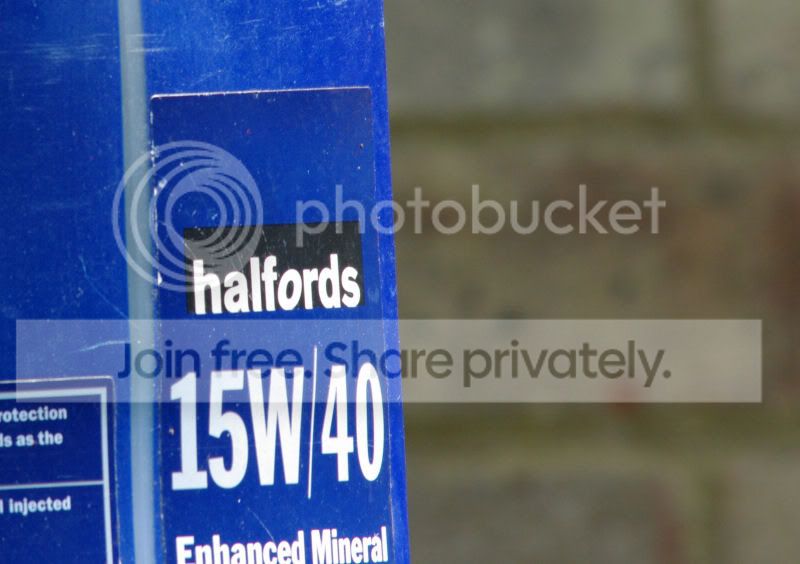 photobucket
halfords
Join free. Share privately.
15W/40
Enhanced Mineral
rotection
ls as the
l injected